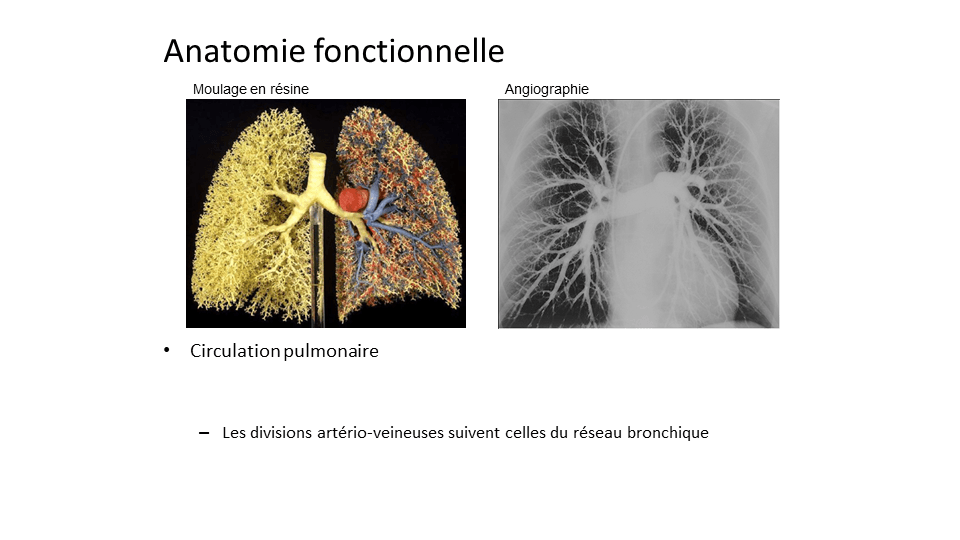 Anatomie fonctionnelle
Moulage en résine
Angiographie
• Circulation pulmonaire
– Les divisions artério-veineuses suivent celles du réseau bronchique